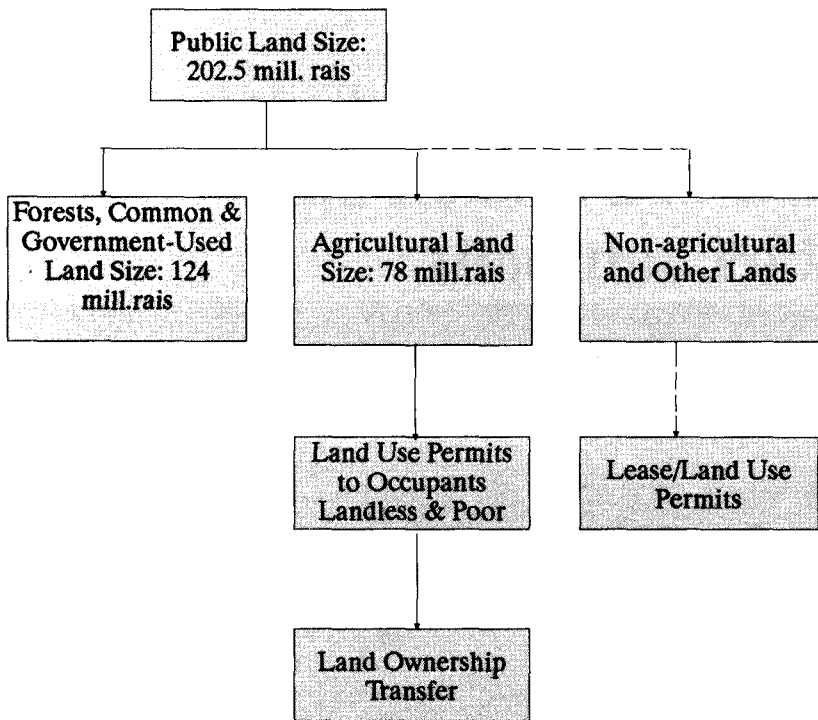 Public Land Size:
202.5 mill. rais
Forests, Common &
Government-Used
Land Size: 124
mill.rais
Agricultural Land
Size: 78 mill.rais
Non-agricultural
and Other Lands
Land Use Permits
to Occupants
Landless & Poor
Lease/Land Use
Permits
Land Ownership
Transfer